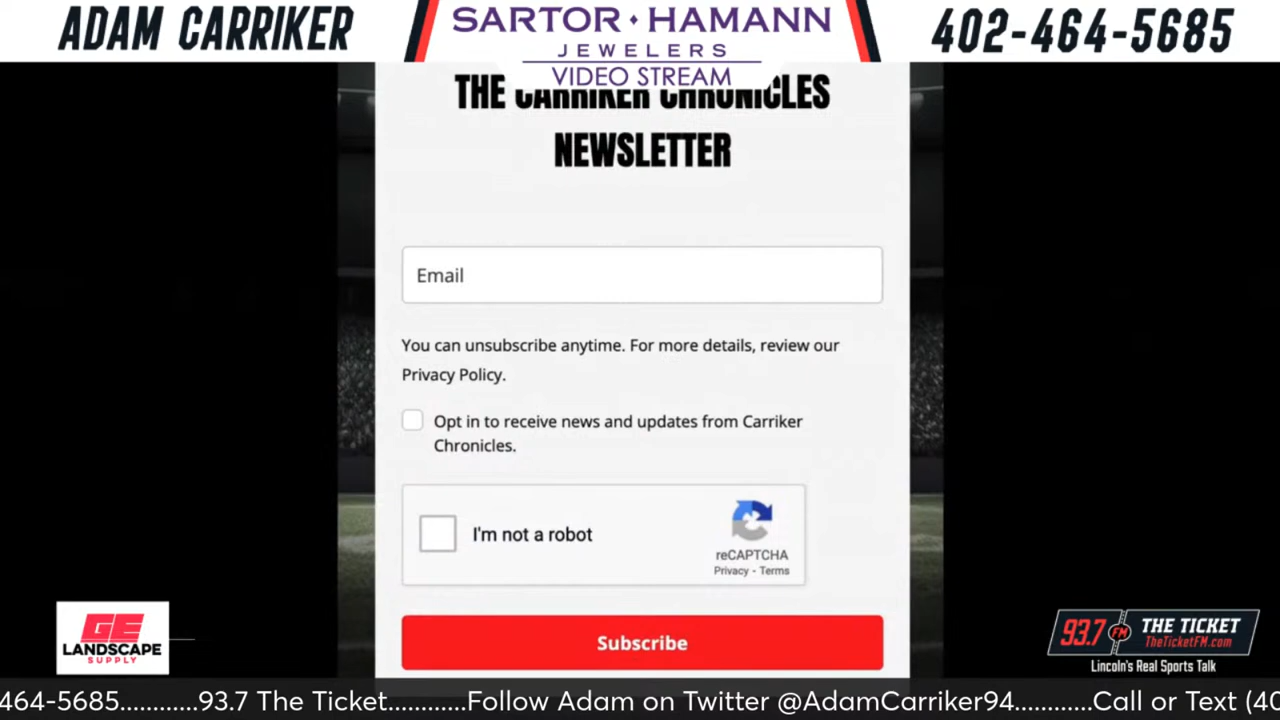 ADAM CARRIKER
SARTOR • HAMANN
JEWELERS
VIDEO STREAM
402-464-5685
THE CARRIKER CHRONICLES
NEWSLETTER
Email
You can unsubscribe anytime. For more details, review our
Privacy Policy.
Opt in to receive news and updates from Carriker
Chronicles.
I'm not a robot
reCAPTCHA
Privacy - Terms
Subscribe
GE
LANDSCAPE
SUPPLY
93.7 FM THE TICKET
TheTicketFM.com
Lincoln's Real Sports Talk
464-5685............93.7 The Ticket............Follow Adam on Twitter @AdamCarriker94............Call or Text (40